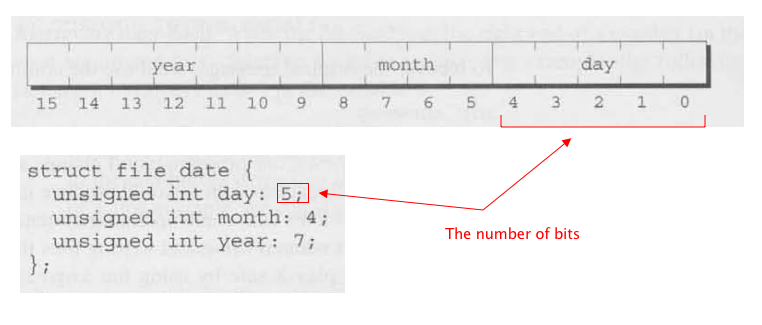 year month day
15 14 13 12 11 10 9 8 7 6 5 4 3 2 1 0
struct file_date {
unsigned int day: 5;
unsigned int month: 4;
unsigned int year: 7;
};
The number of bits